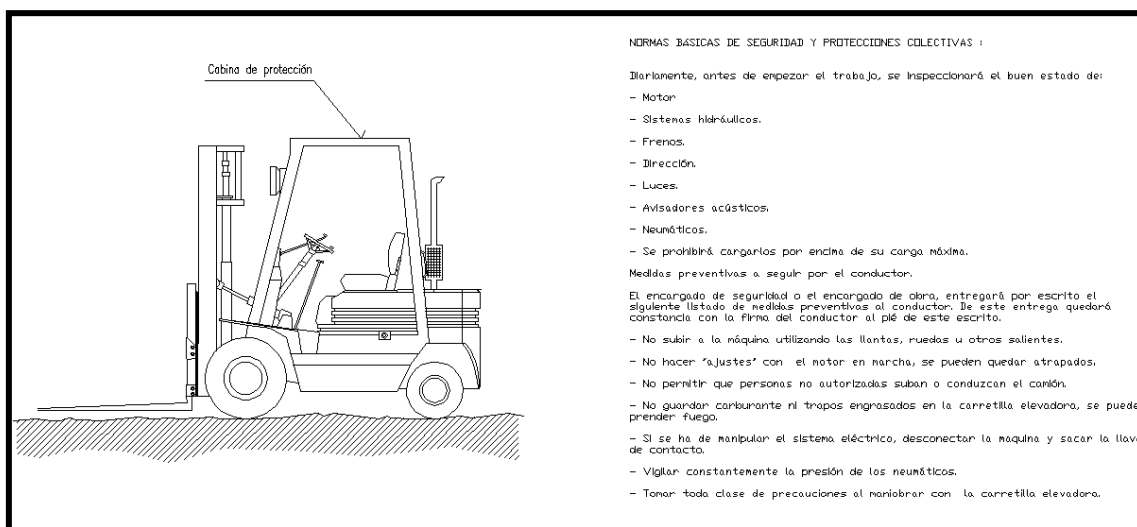 Cabina de protección
NORMAS BÁSICAS DE SEGURIDAD Y PROTECCIONES COLECTIVAS :
Diariamente, antes de empezar el trabajo, se inspeccionará el buen estado de:
- Motor
- Sistemas hidráulicos.
- Frenos.
- Dirección.
- Luces.
- Avisadores acústicos.
- Neumáticos.
- Se prohibirá cargarlos por encima de su carga máxima.
Medidas preventivas a seguir por el conductor.
El encargado de seguridad o el encargado de obra, entregará por escrito el
siguiente listado de medidas preventivas al conductor. De este entrega quedará
constancia con la firma del conductor al pié de este escrito.
- No subir a la máquina utilizando las llantas, ruedas u otros salientes.
- No hacer "ajustes" con el motor en marcha, se pueden quedar atrapados.
- No permitir que personas no autorizadas suban o conduzcan el camión.
- No guardar carburante ni trapos engrasados en la carretilla elevadora, se puede
prender fuego.
- Si se ha de manipular el sistema eléctrico, desconectar la maquina y sacar la llav
de contacto.
- Vigilar constantemente la presión de los neumáticos.
- Tomar toda clase de precauciones al maniobrar con la carretilla elevadora.